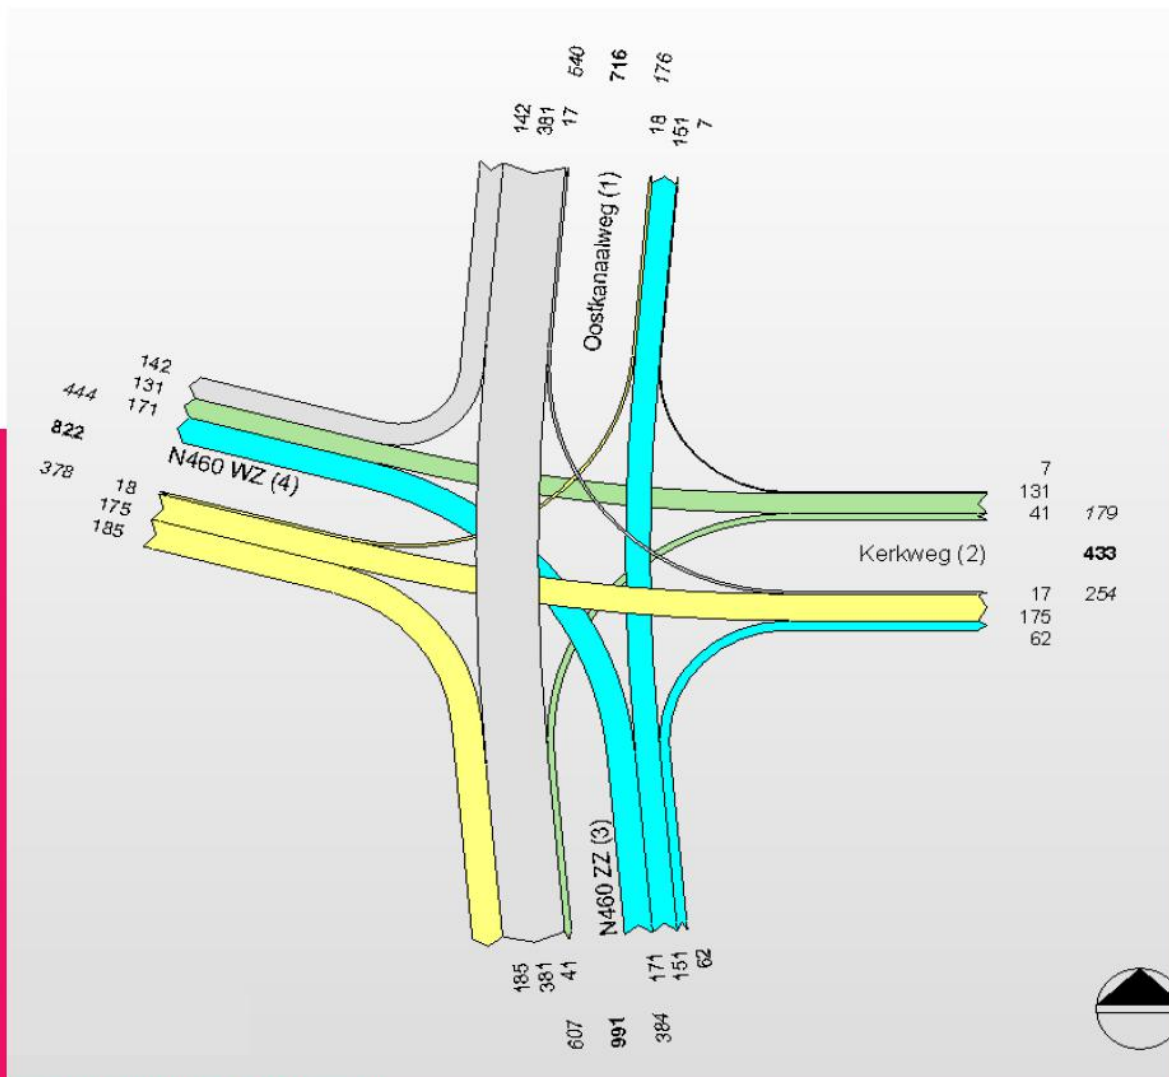 540 716 176
142 381 17 18 151 7
Oostkanaalweg (1)
142
131
171
444
822
378
N460 WZ (4)
18
175
185
7
131
41 179
Kerkweg (2) 433
17 254
175
62
N460 ZZ (3)
185 381 41 171 151 62
607 991 384